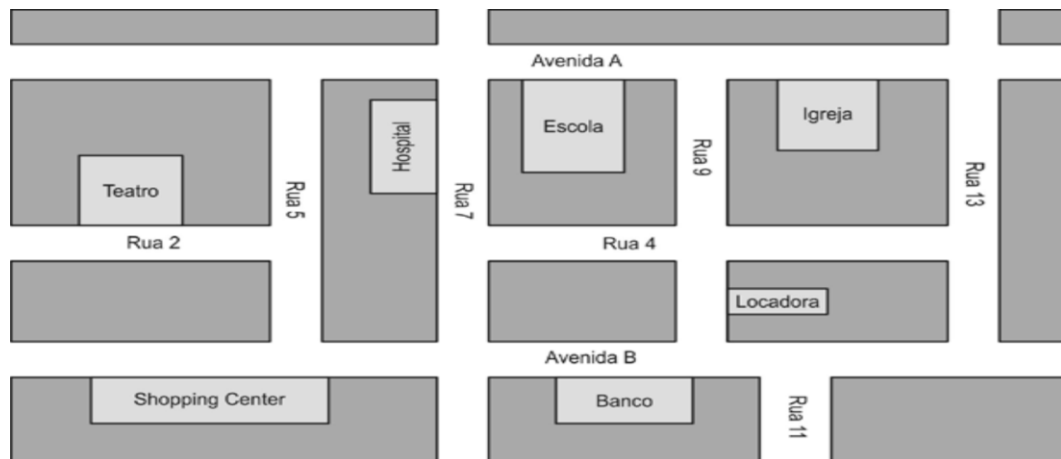 Avenida A
Hospital
Escola
Igreja
Teatro
Rua 5
Rua 7
Rua 9
Rua 13
Rua 2
Rua 4
Locadora
Avenida B
Shopping Center
Banco
Rua 11